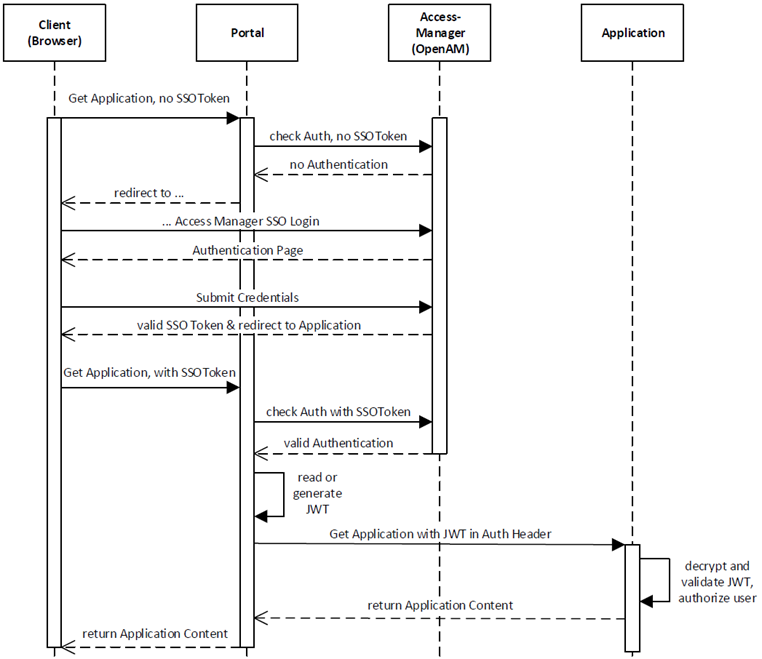 Client
(Browser)
Portal
Access-
Manager
(OpenAM)
Application
Get Application, no SSOToken
check Auth, no SSOToken
no Authentication
redirect to ...
... Access Manager SSO Login
Authentication Page
Submit Credentials
valid SSO Token & redirect to Application
Get Application, with SSOToken
check Auth with SSOToken
valid Authentication
read or
generate
JWT
Get Application with JWT in Auth Header
decrypt and
validate JWT,
authorize user
return Application Content
return Application Content